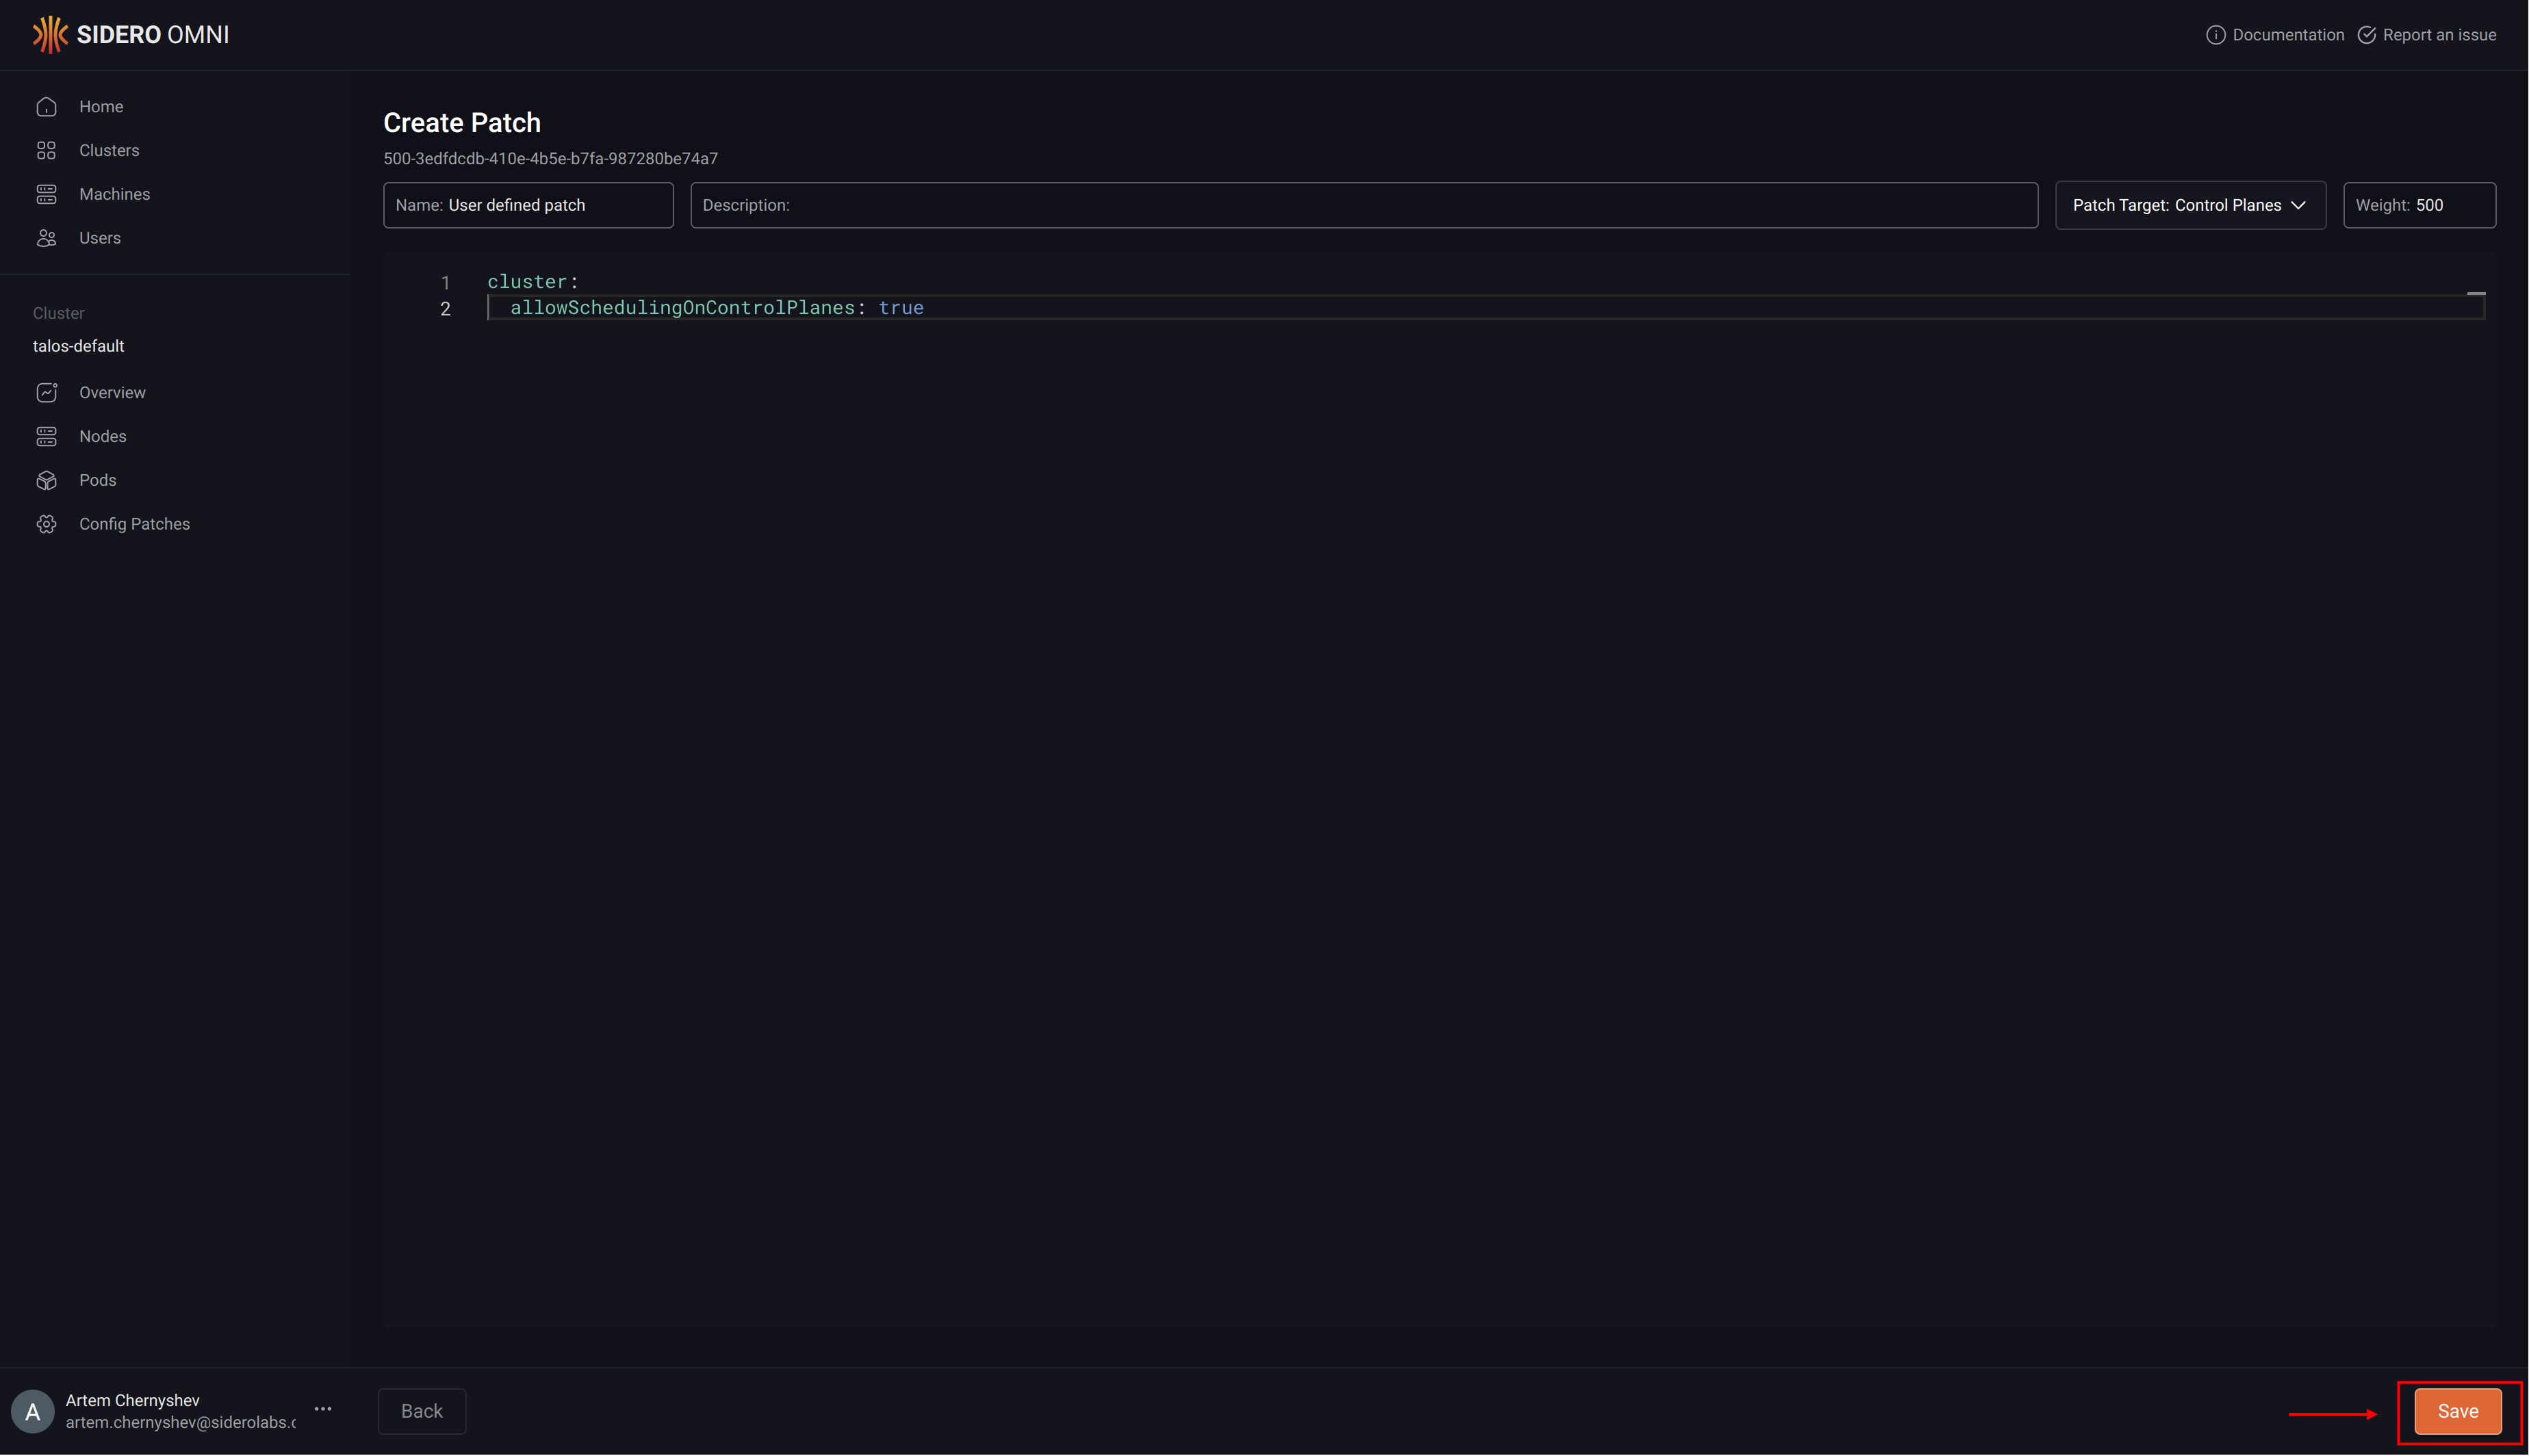 SIDERO OMNI
Documentation
Report an issue
Home
Clusters
Machines
Users
Cluster
talos-default
Overview
Nodes
Pods
Config Patches
Create Patch
500-3edfdcdb-410e-4b5e-b7fa-987280be74a7
Name: User defined patch
Description:
Patch Target: Control Planes
Weight: 500
1 cluster:
2 allowSchedulingOnControlPlanes: true
A
Artem Chernyshev
artem.chernyshev@siderolabs.c
Back
Save